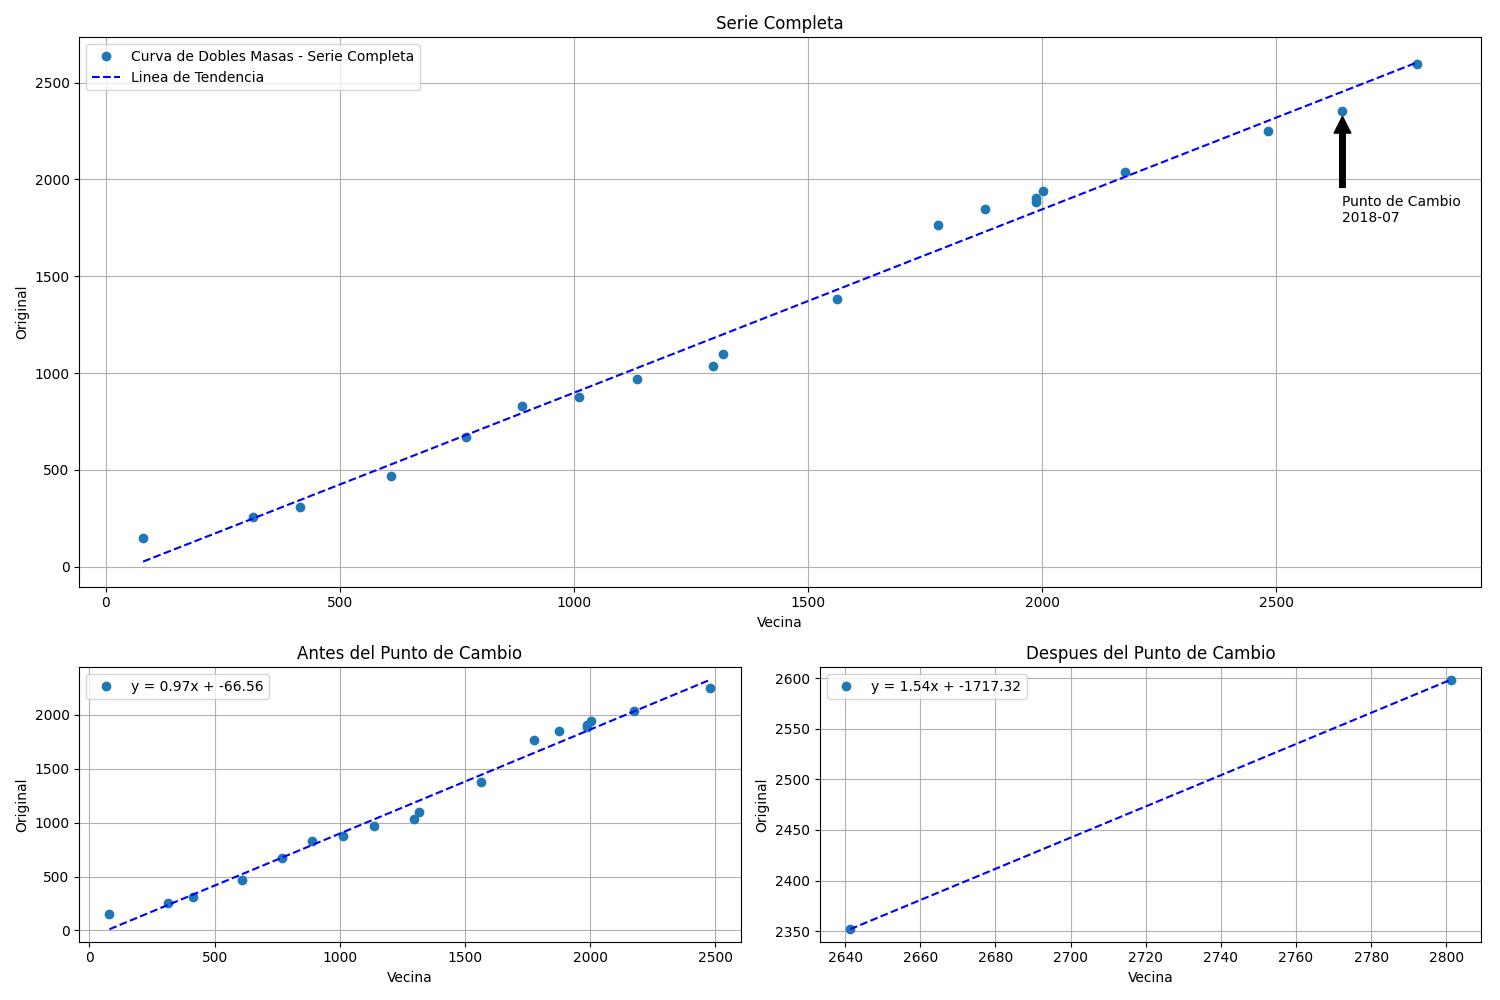 Serie Completa
Curva de Dobles Masas - Serie Completa
Linea de Tendencia
2500
2000
1500
1000
500
0
Original
Punto de Cambio
2018-07
0 500 1000 1500 2000 2500
Vecina
Antes del Punto de Cambio
y = 0.97x + -66.56
2000
1500
1000
500
0
Original
0 500 1000 1500 2000 2500
Vecina
Despues del Punto de Cambio
y = 1.54x + -1717.32
2600
2550
2500
2450
2400
2350
Original
2640 2660 2680 2700 2720 2740 2760 2780 2800
Vecina